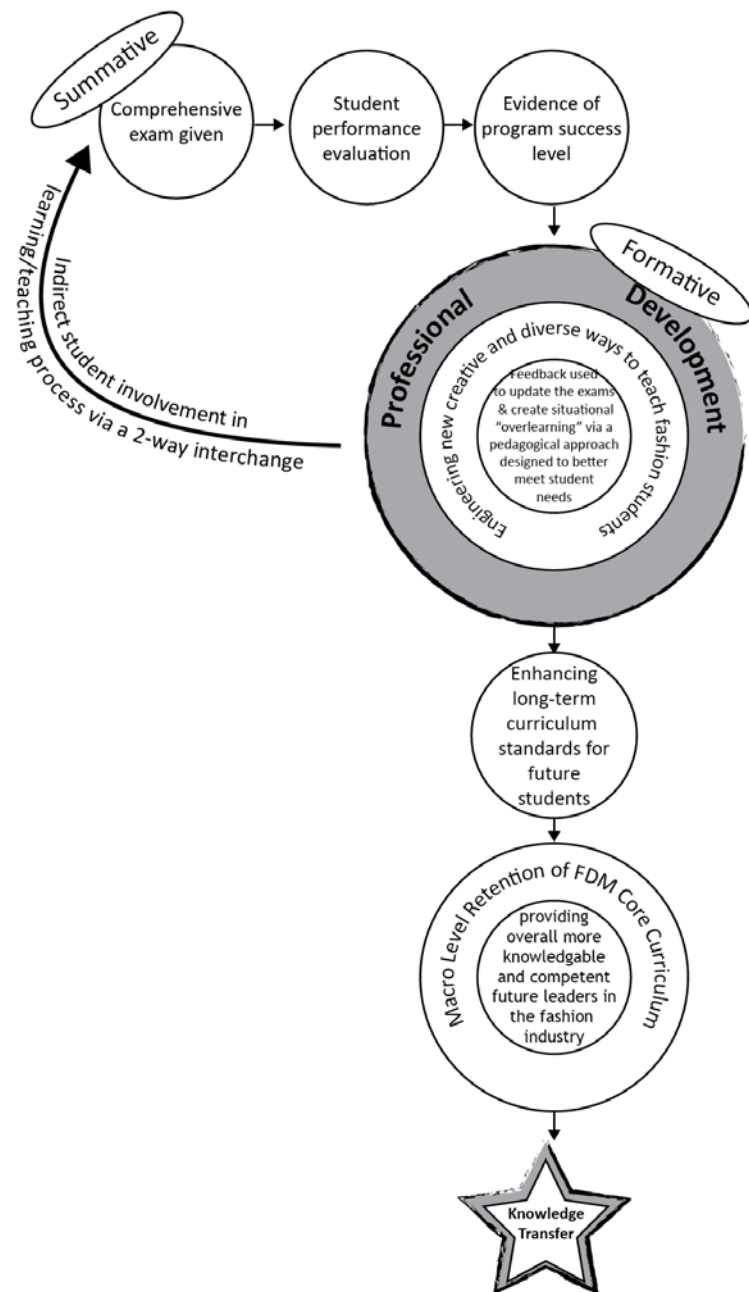 Summative
Comprehensive
exam given
Student
performance
evaluation
Evidence of
program success
level
Formative
Professional Development
Engineering new creative and diverse ways to teach fashion students
Feedback used
to update the exams
& create situational
“overlearning” via a
pedagogical approach
designed to better
meet student
needs
Indirect student involvement in
learning/teaching process via a 2-way interchange
Enhancing
long-term
curriculum
standards for
future
students
Macro Level Retention of FDM Core Curriculum
providing
overall more
knowledgable
and competent
future leaders in
the fashion
industry
Knowledge
Transfer